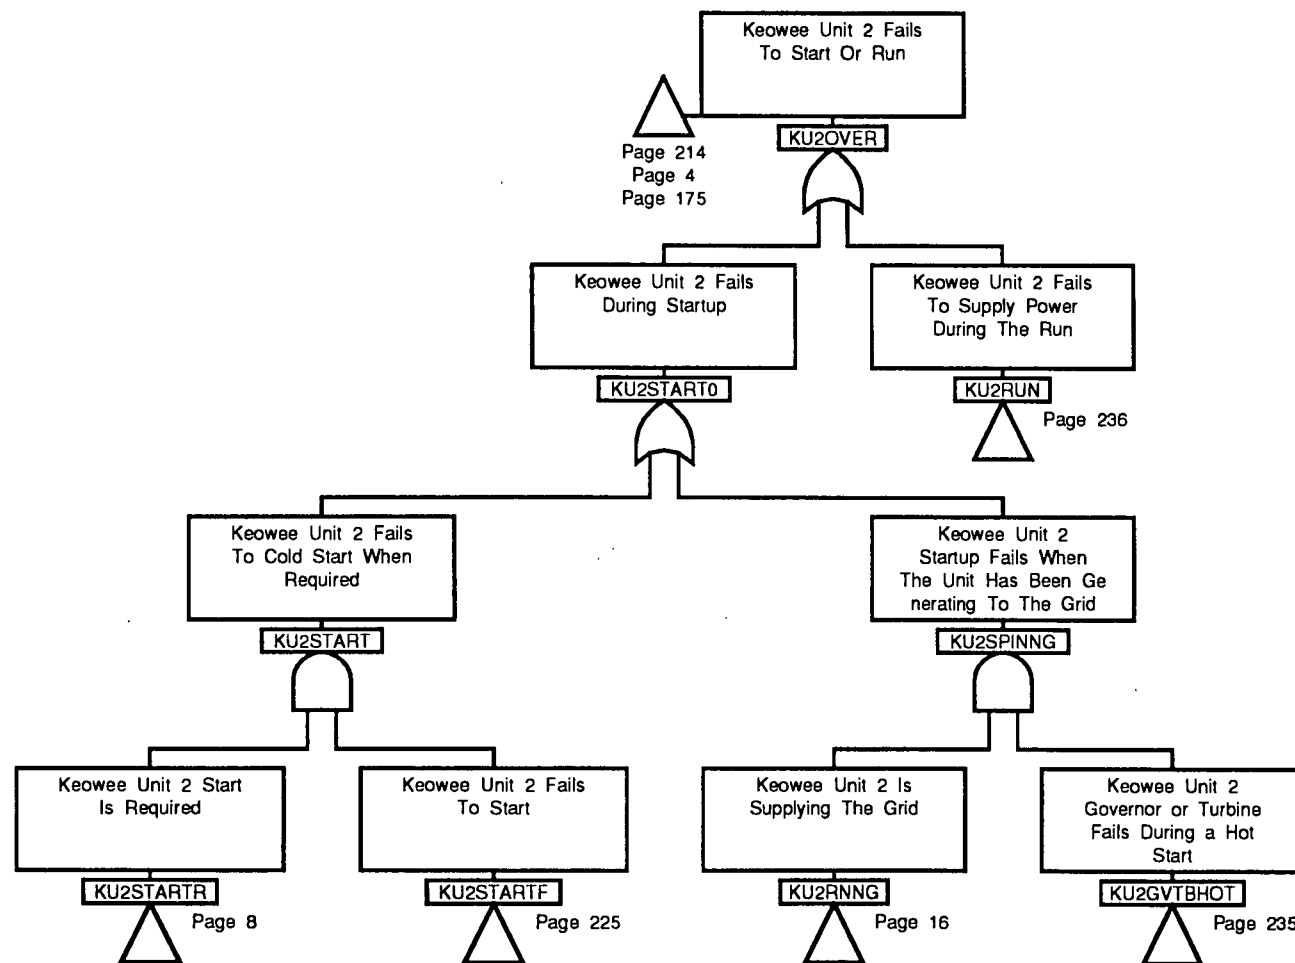 Keowee Unit 2 Fails
To Start Or Run
KU2OVER
Page 214
Page 4
Page 175
Keowee Unit 2 Fails
During Startup
KU2START0
Keowee Unit 2 Fails
To Supply Power
During The Run
KU2RUN
Page 236
Keowee Unit 2 Fails
To Cold Start When
Required
KU2START
Keowee Unit 2
Startup Fails When
The Unit Has Been Ge
nerating To The Grid
KU2SPINNG
Keowee Unit 2 Start
Is Required
KU2STARTR
Page 8
Keowee Unit 2 Fails
To Start
KU2STARTF
Page 225
Keowee Unit 2 Is
Supplying The Grid
KU2RNNG
Page 16
Keowee Unit 2
Governor or Turbine
Fails During a Hot
Start
KU2GVTBHOT
Page 235